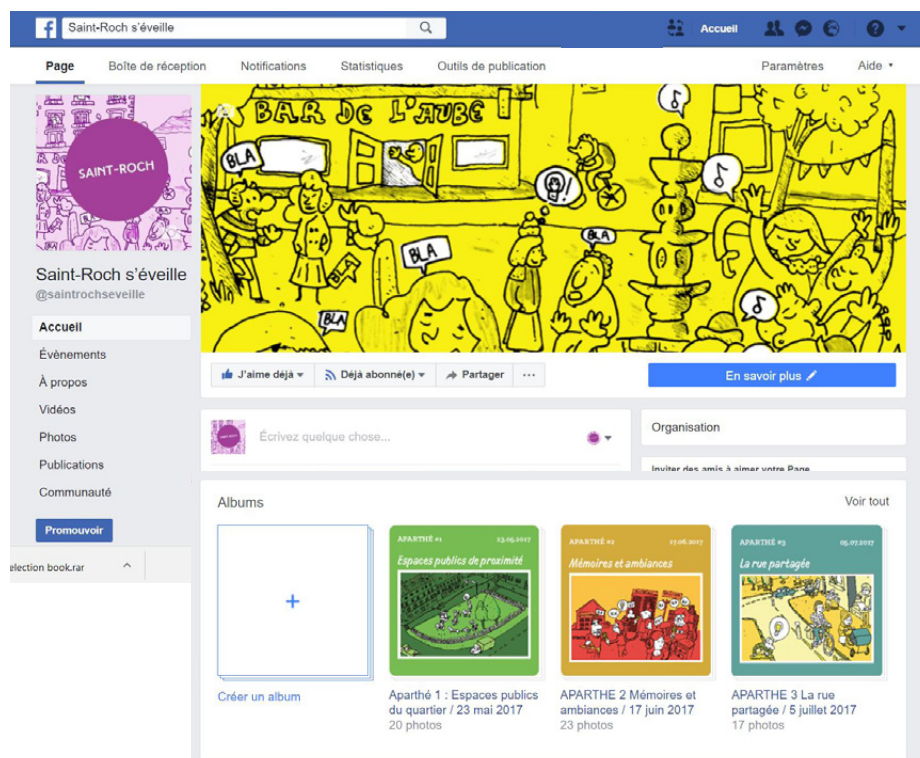 Saint-Roch s'éveille
Accueil
Page Boîte de réception Notifications Statistiques Outils de publication Paramètres Aide
SAINT-ROCH
Saint-Roch s'éveille
@saintrochseveille
Accueil
Évènements
À propos
Vidéos
Photos
Publications
Communauté
Promouvoir
election book.rar
BAR DE L'AUBE
BLA
BLA
BLA
BLA
BLA
J'aime déjà Déjà abonné(e) Partager ... En savoir plus
SAINT-ROCH
Écrivez quelque chose...
Organisation
Inviter des amis à aimer votre Page
Albums Voir tout
+
Créer un album
APARTHÉ #1 23.05.2017
Espaces publics de proximité
Aparthé 1 : Espaces publics
du quartier / 23 mai 2017
20 photos
APARTHÉ #2 17.06.2017
Mémoires et ambiances
APARTHE 2 Mémoires et
ambiances / 17 juin 2017
23 photos
APARTHÉ #3 05.07.2017
La rue partagée
APARTHE 3 La rue
partagée / 5 juillet 2017
17 photos